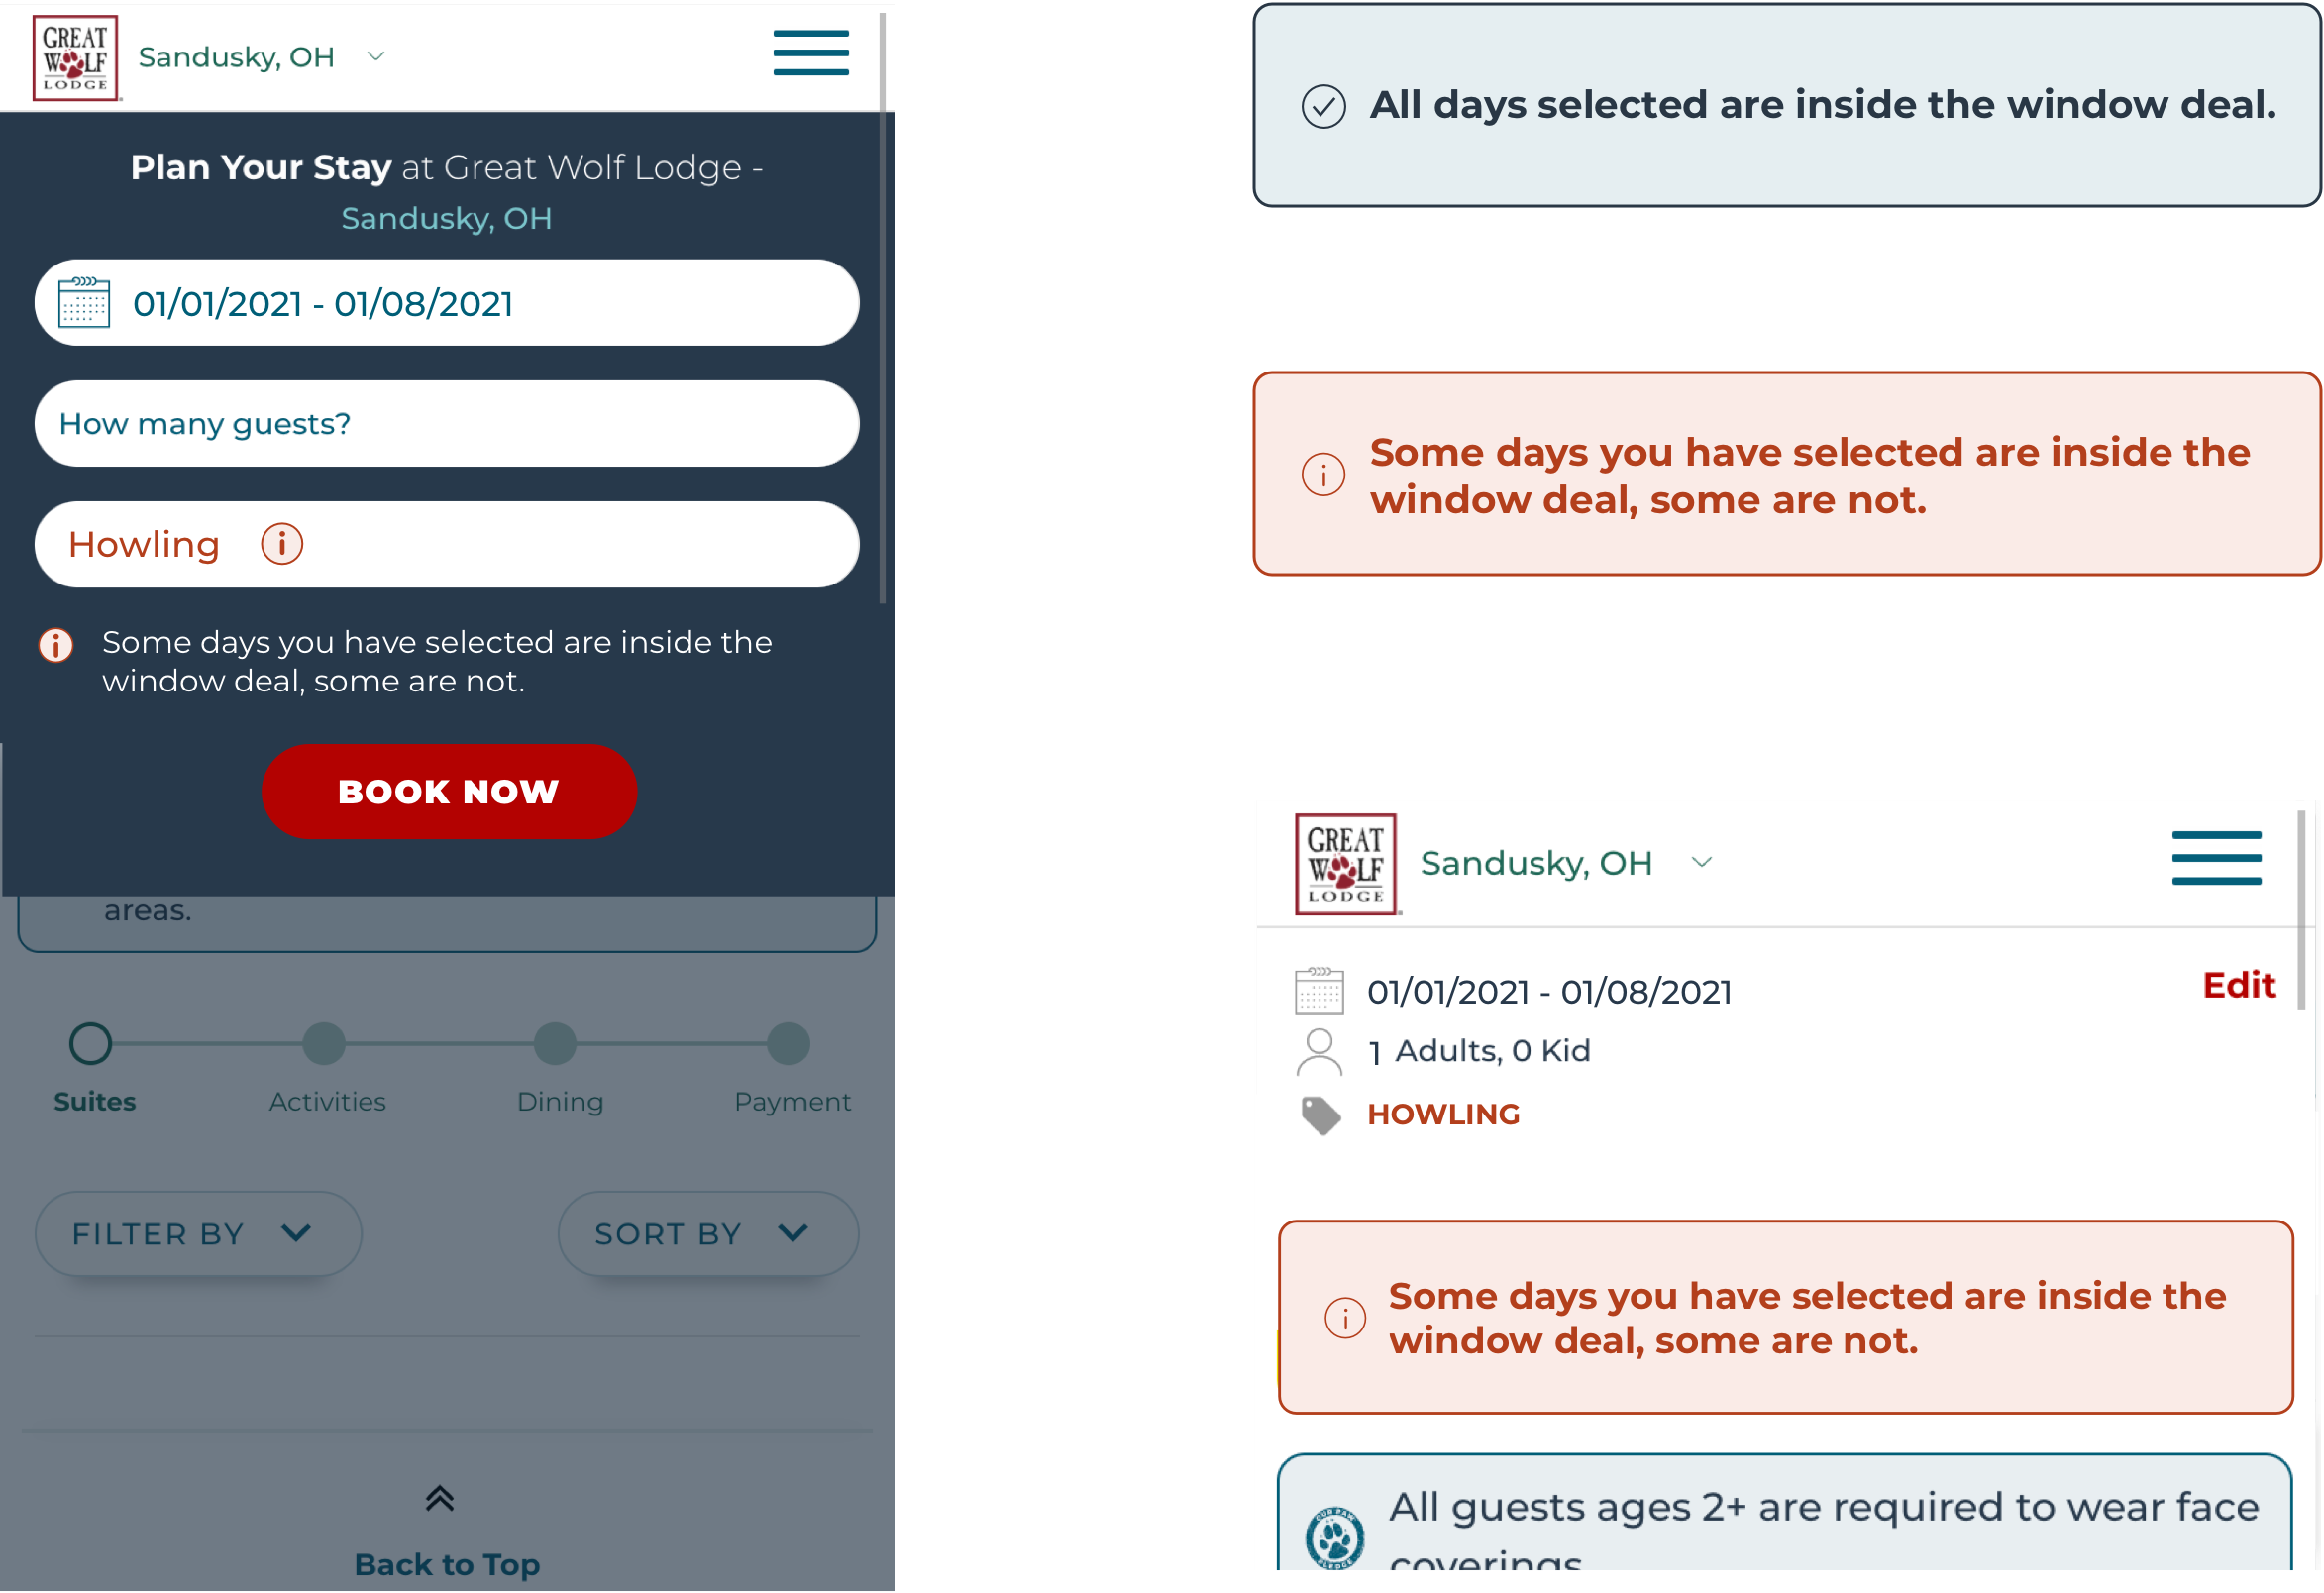 GREAT
WOLF
LODGE
Sandusky, OH
Plan Your Stay at Great Wolf Lodge -
Sandusky, OH
01/01/2021 - 01/08/2021
How many guests?
Howling
Some days you have selected are inside the
window deal, some are not.
BOOK NOW
areas.
Suites
Activities
Dining
Payment
FILTER BY
SORT BY
Back to Top
All days selected are inside the window deal.
Some days you have selected are inside the
window deal, some are not.
GREAT
WOLF
LODGE
Sandusky, OH
01/01/2021 - 01/08/2021
Edit
1 Adults, 0 Kid
HOWLING
Some days you have selected are inside the
window deal, some are not.
OUR PAW
PLEDGE
All guests ages 2+ are required to wear face
coverings